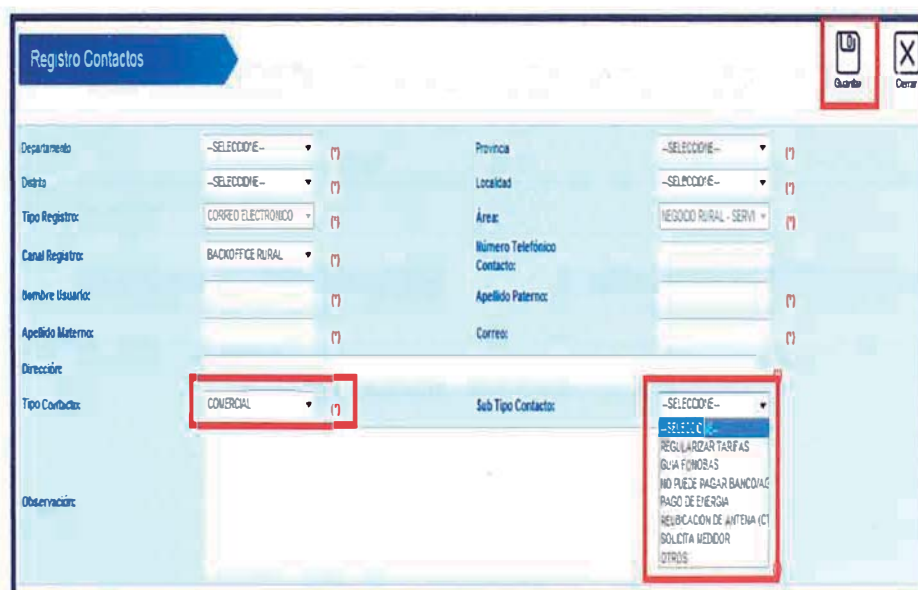 Registro Contactos
Guardar
Cerrar
Departamento --SELECCIONE-- (*) Provincia --SELECCIONE-- (*)
Distrito --SELECCIONE-- (*) Localidad --SELECCIONE-- (*)
Tipo Registro: CORREO ELECTRONICO (*) Área: NEGOCIO RURAL - SERVI (*)
Canal Registro: BACKOFFICE RURAL (*) Número Telefónico Contacto:
Nombre Usuario: (*) Apellido Paterno: (*)
Apellido Materno: (*) Correo: (*)
Dirección: (*)
Tipo Contacto: COMERCIAL (*) Sub Tipo Contacto: --SELECCIONE--
--SELECCIONE--
REGULARIZAR TARIFAS
GUIA FONOBAS
NO PUEDE PAGAR BANCO/AG
PAGO DE ENERGIA
REUBICACION DE ANTENA (CT
SOLICITA MEDIDOR
OTROS
Observación: